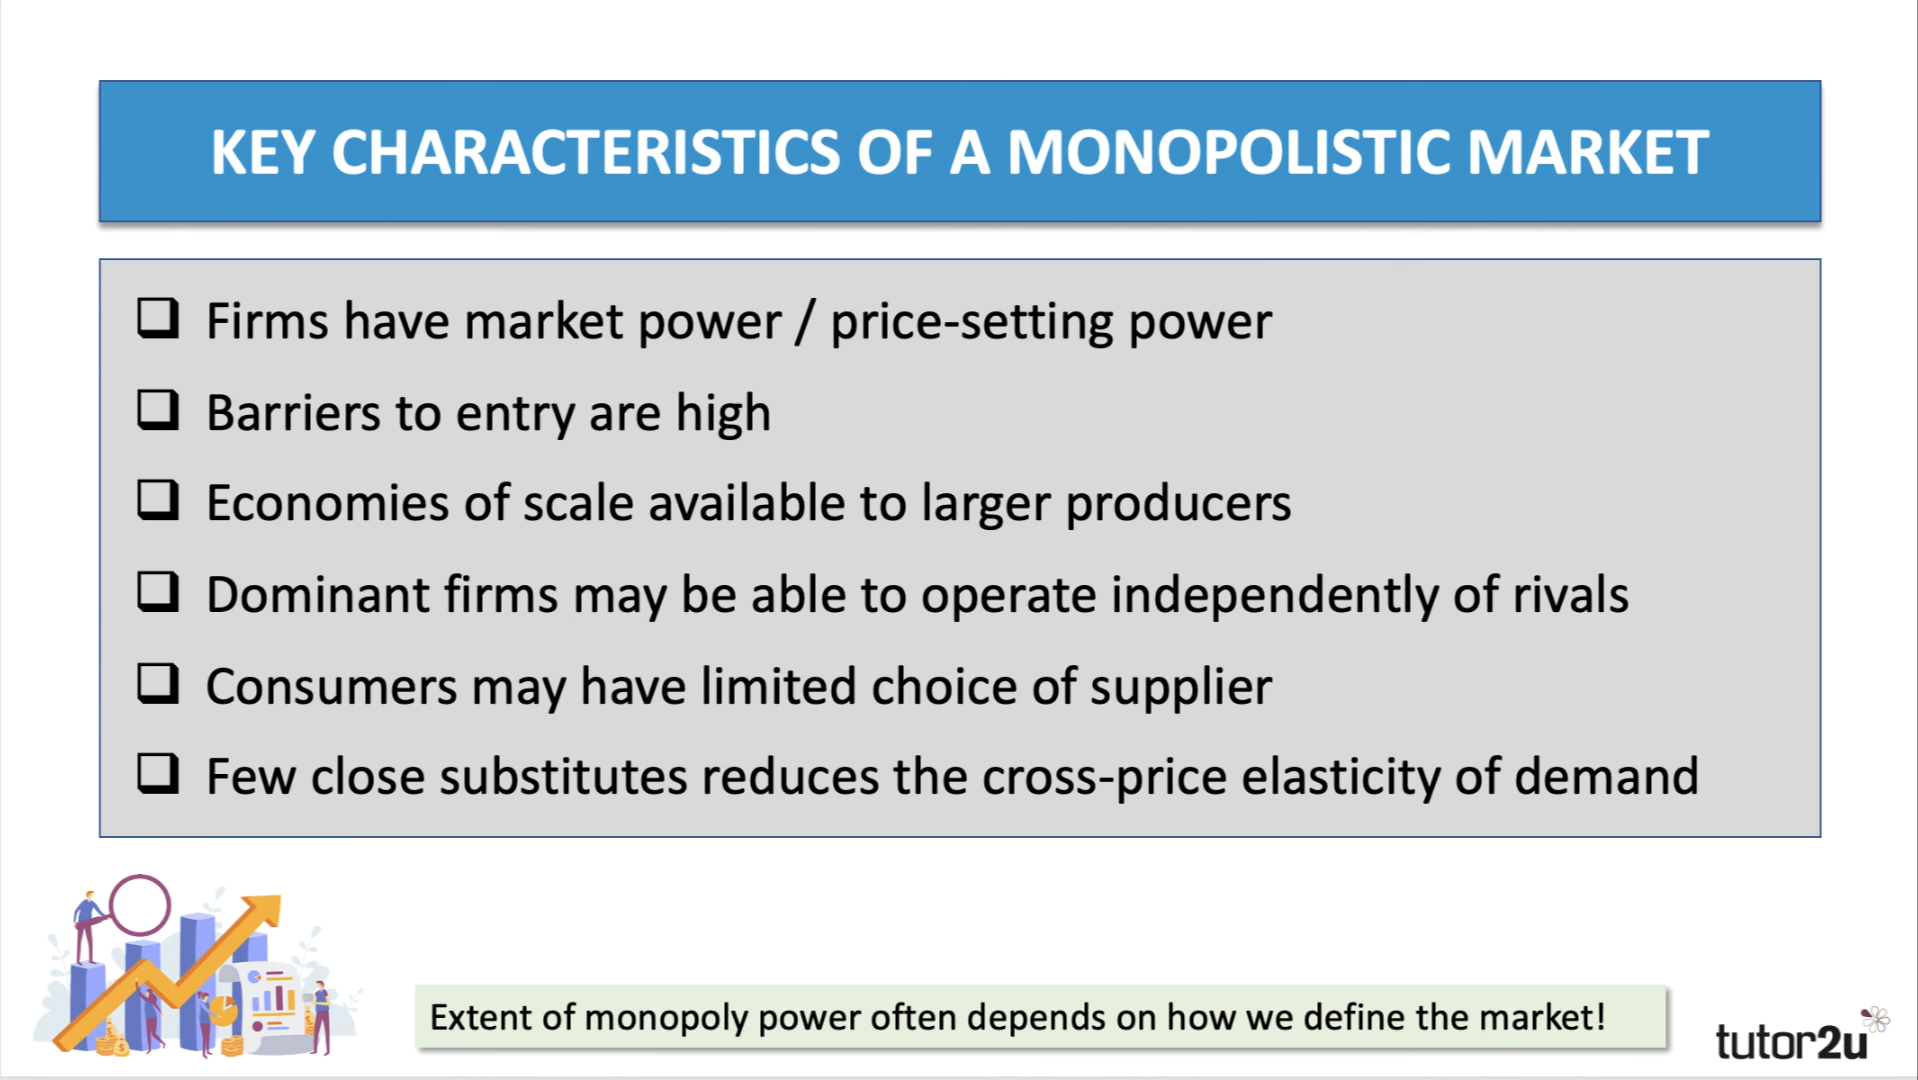 KEY CHARACTERISTICS OF A MONOPOLISTIC MARKET
Firms have market power / price-setting power
Barriers to entry are high
Economies of scale available to larger producers
Dominant firms may be able to operate independently of rivals
Consumers may have limited choice of supplier
Few close substitutes reduces the cross-price elasticity of demand
Extent of monopoly power often depends on how we define the market!
tutor2u